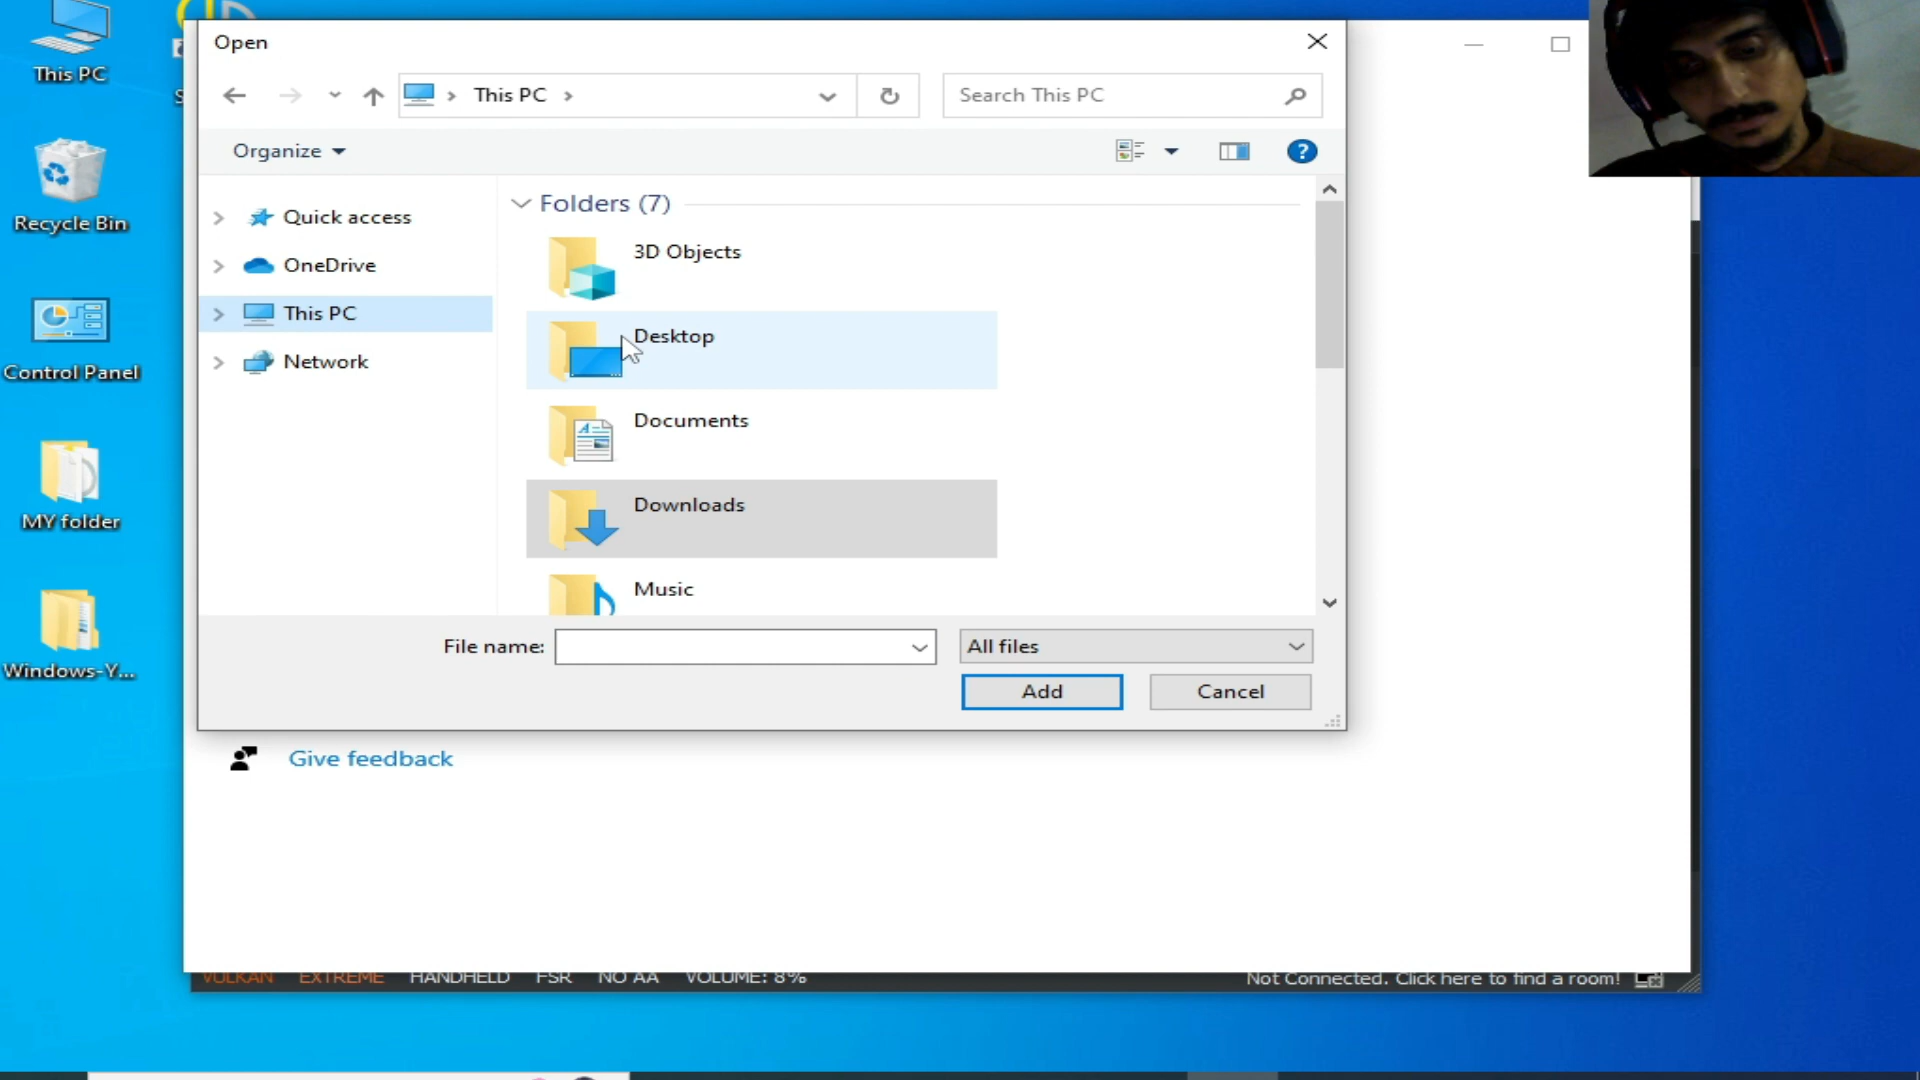 This PC
Recycle Bin
Control Panel
MY folder
Windows-Y...
Open
This PC
Search This PC
Organize
Quick access
OneDrive
This PC
Network
Folders (7)
3D Objects
Desktop
Documents
Downloads
Music
File name:
All files
Add
Cancel
Give feedback
VULKAN EXTREME HANDHELD FSR NO AA VOLUME: 8%
Not Connected. Click here to find a room!